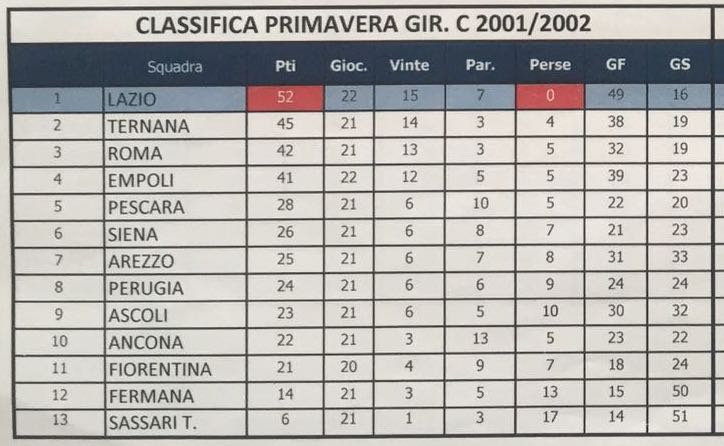 CLASSIFICA PRIMAVERA GIR. C 2001/2002
Squadra Pti Gioc. Vinte Par. Perse GF GS
1 LAZIO 52 22 15 7 0 49 16
2 TERNANA 45 21 14 3 4 38 19
3 ROMA 42 21 13 3 5 32 19
4 EMPOLI 41 22 12 5 5 39 23
5 PESCARA 28 21 6 10 5 22 20
6 SIENA 26 21 6 8 7 21 23
7 AREZZO 25 21 6 7 8 31 33
8 PERUGIA 24 21 6 6 9 24 24
9 ASCOLI 23 21 6 5 10 30 32
10 ANCONA 22 21 3 13 5 23 22
11 FIORENTINA 21 20 4 9 7 18 24
12 FERMANA 14 21 3 5 13 15 50
13 SASSARI T. 6 21 1 3 17 14 51